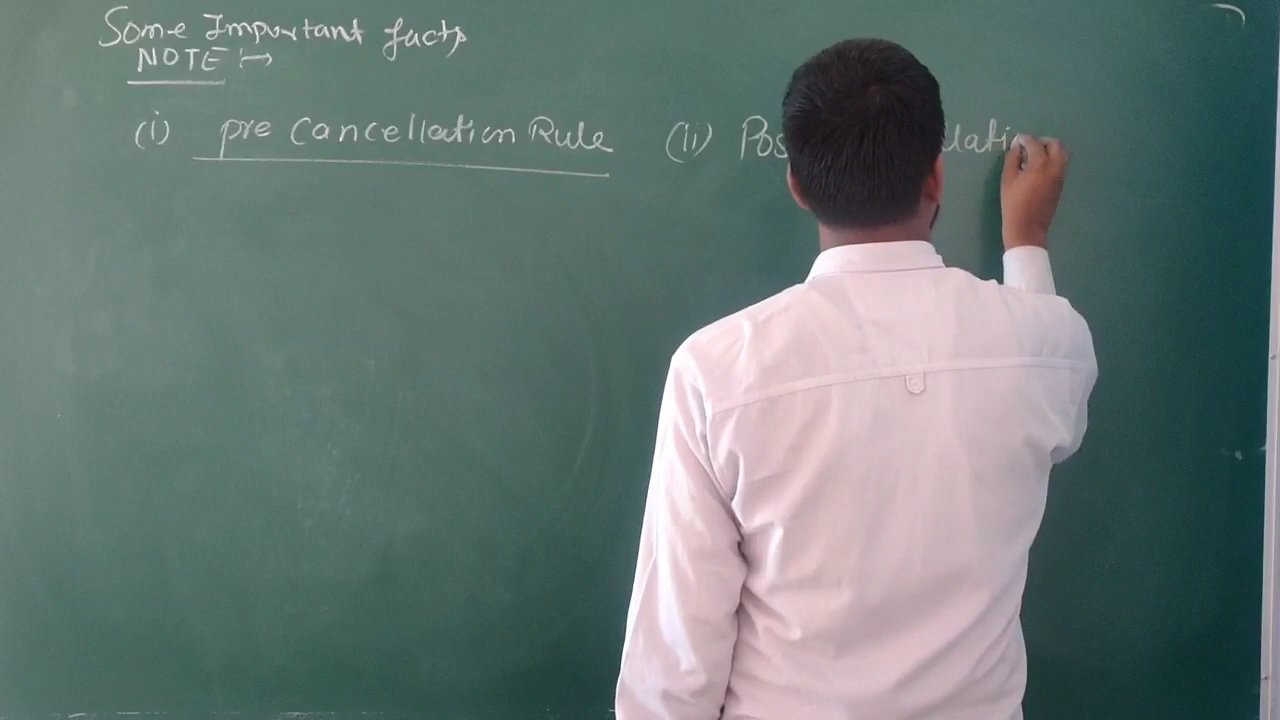 Some Important facts
NOTE :→
(i) pre Cancellation Rule (ii)